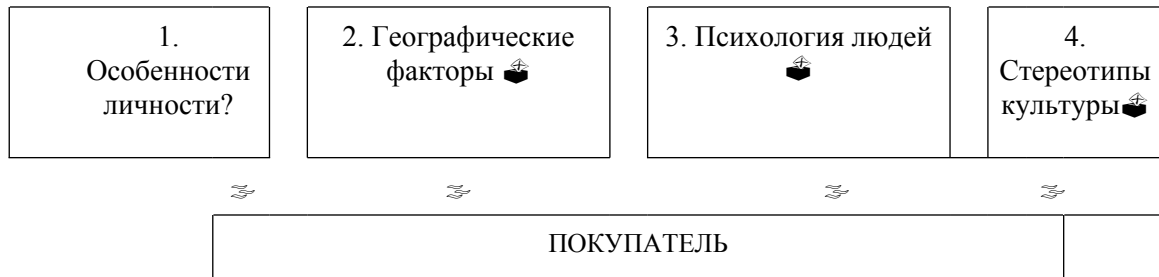 1.
Особенности
личности?
2. Географические
факторы
3. Психология людей
4.
Стереотипы
культуры
ПОКУПАТЕЛЬ